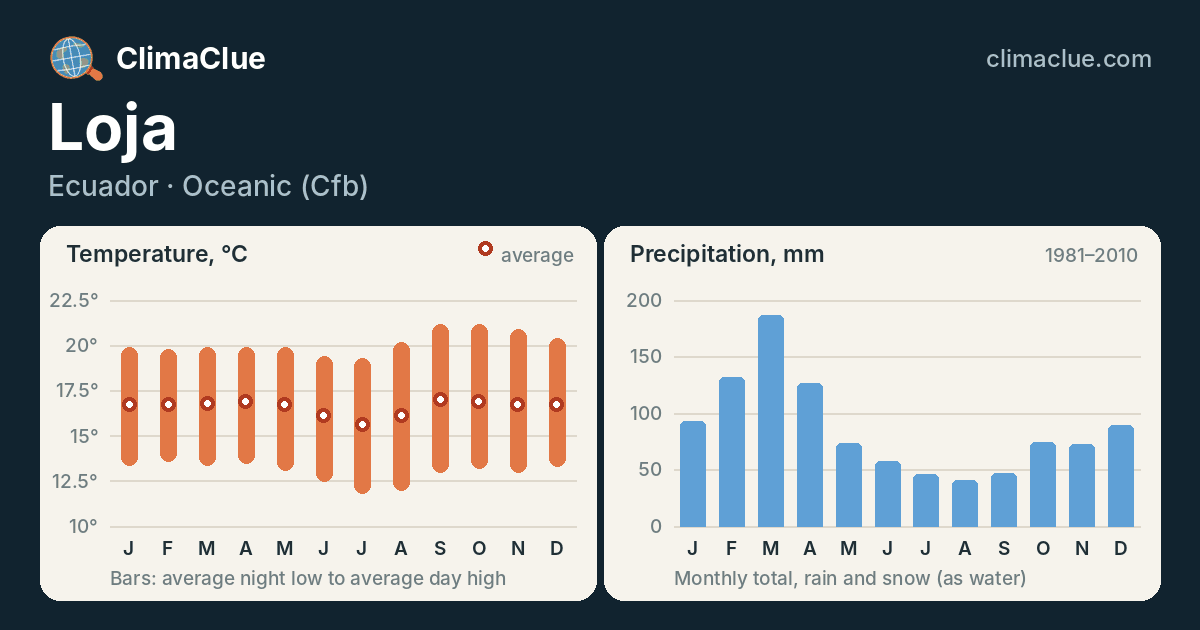 ClimaClue
climaclue.com
Loja
Ecuador · Oceanic (Cfb)
Temperature, °C
average
22.5°
20°
17.5°
15°
12.5°
10°
J F M A M J J A S O N D
Bars: average night low to average day high
Precipitation, mm
1981–2010
200
150
100
50
0
J F M A M J J A S O N D
Monthly total, rain and snow (as water)